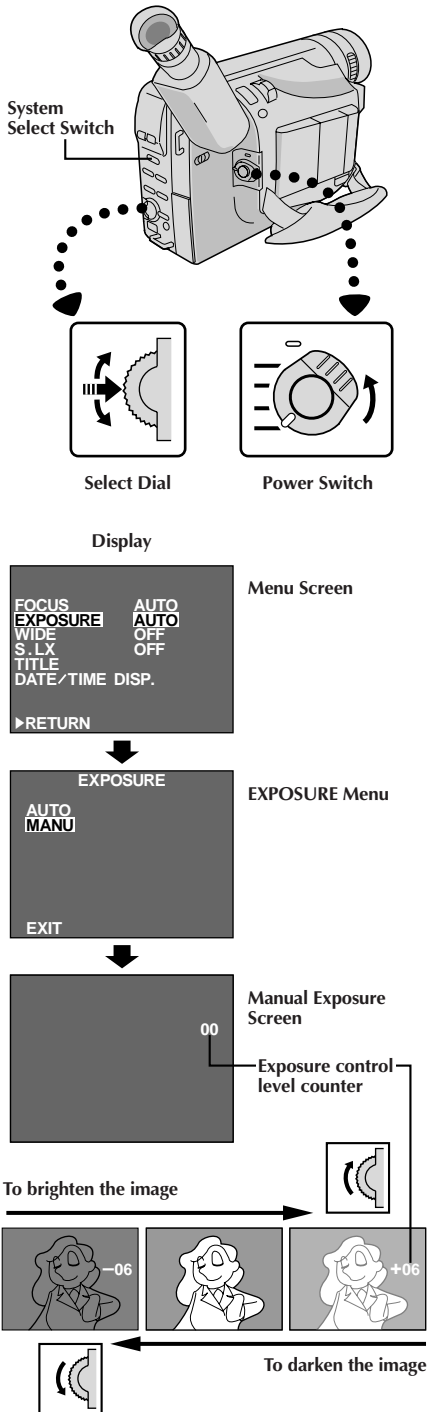 System
Select Switch
Select Dial
Power Switch
Display
Menu Screen
FOCUS AUTO
EXPOSURE AUTO
WIDE OFF
S.LX OFF
TITLE
DATE/TIME DISP.
▶RETURN
EXPOSURE Menu
EXPOSURE
AUTO
MANU
EXIT
Manual Exposure
Screen
00
Exposure control
level counter
To brighten the image
–06
+06
To darken the image